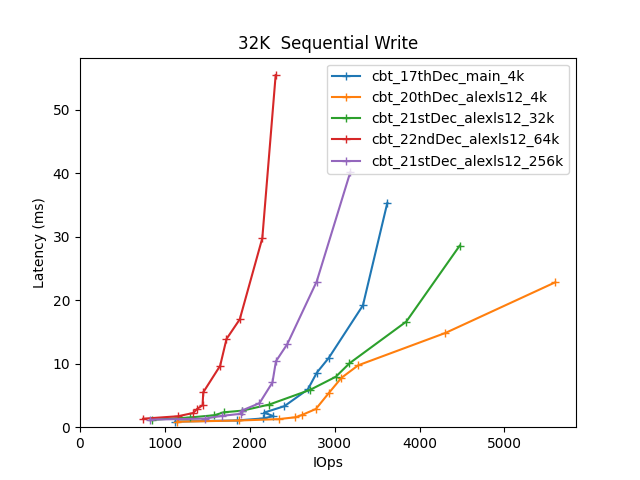 32K  Sequential Write
cbt_17thDec_main_4k
cbt_20thDec_alexls12_4k
cbt_21stDec_alexls12_32k
cbt_22ndDec_alexls12_64k
cbt_21stDec_alexls12_256k
Latency (ms)
50
40
30
20
10
0
0 1000 2000 3000 4000 5000
IOps